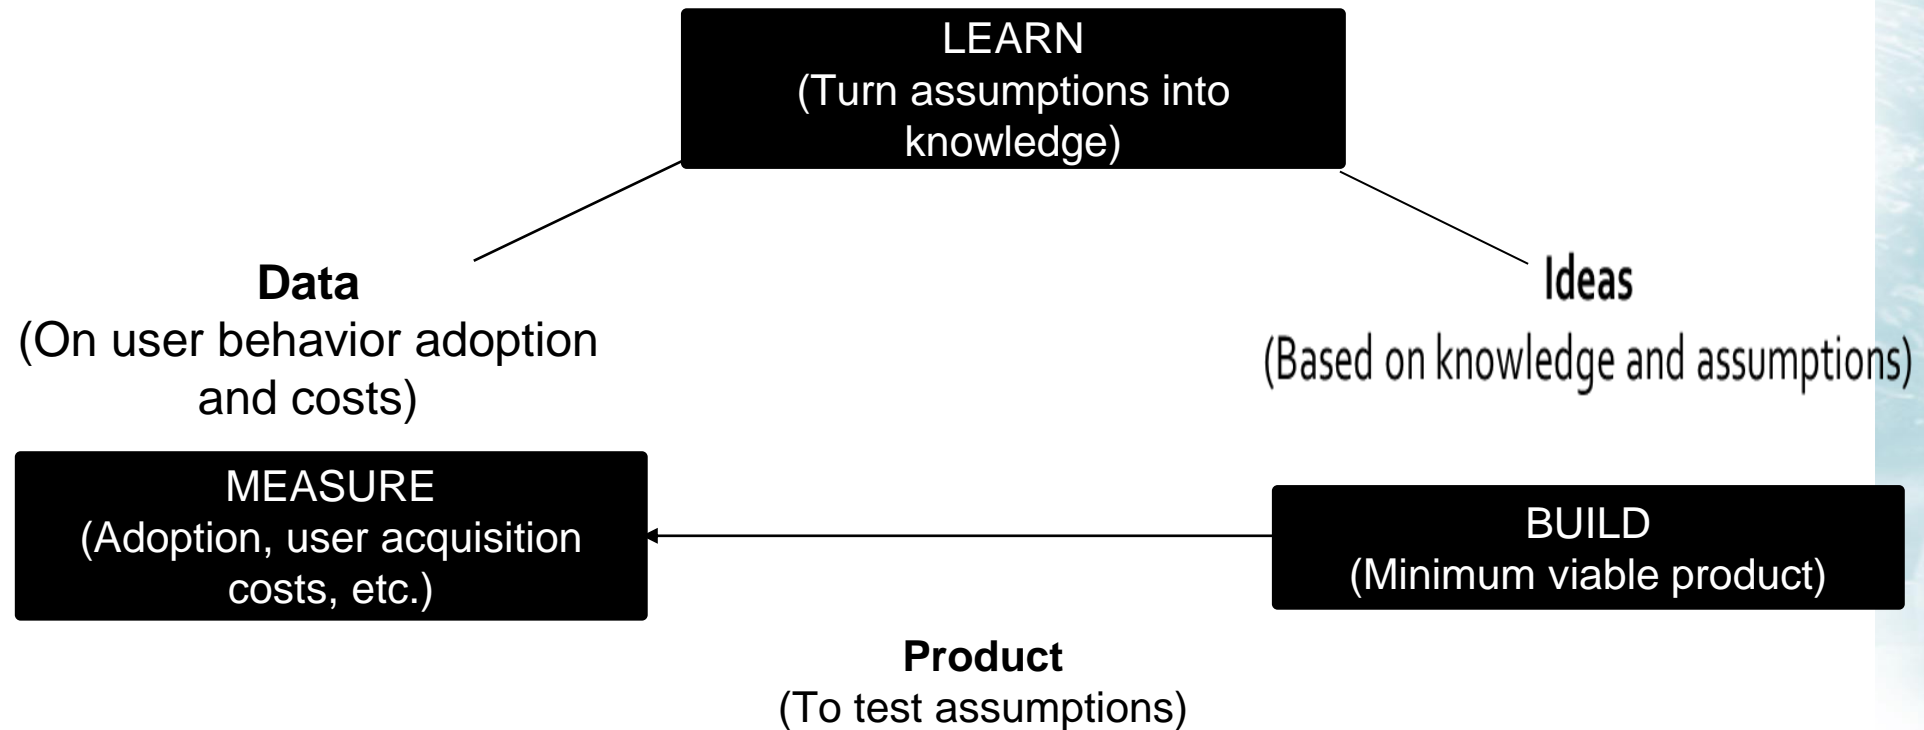 LEARN
(Turn assumptions into
knowledge)
Data
(On user behavior adoption
and costs)
Ideas
(Based on knowledge and assumptions)
MEASURE
(Adoption, user acquisition
costs, etc.)
BUILD
(Minimum viable product)
Product
(To test assumptions)